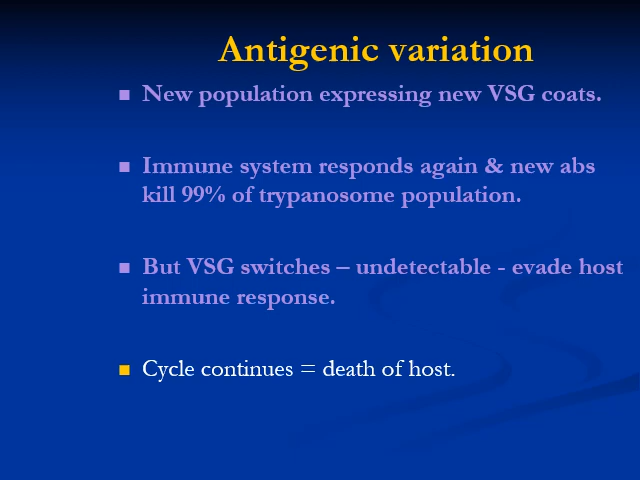 Antigenic variation
New population expressing new VSG coats.
Immune system responds again & new abs
kill 99% of trypanosome population.
But VSG switches – undetectable - evade host
immune response.
Cycle continues = death of host.